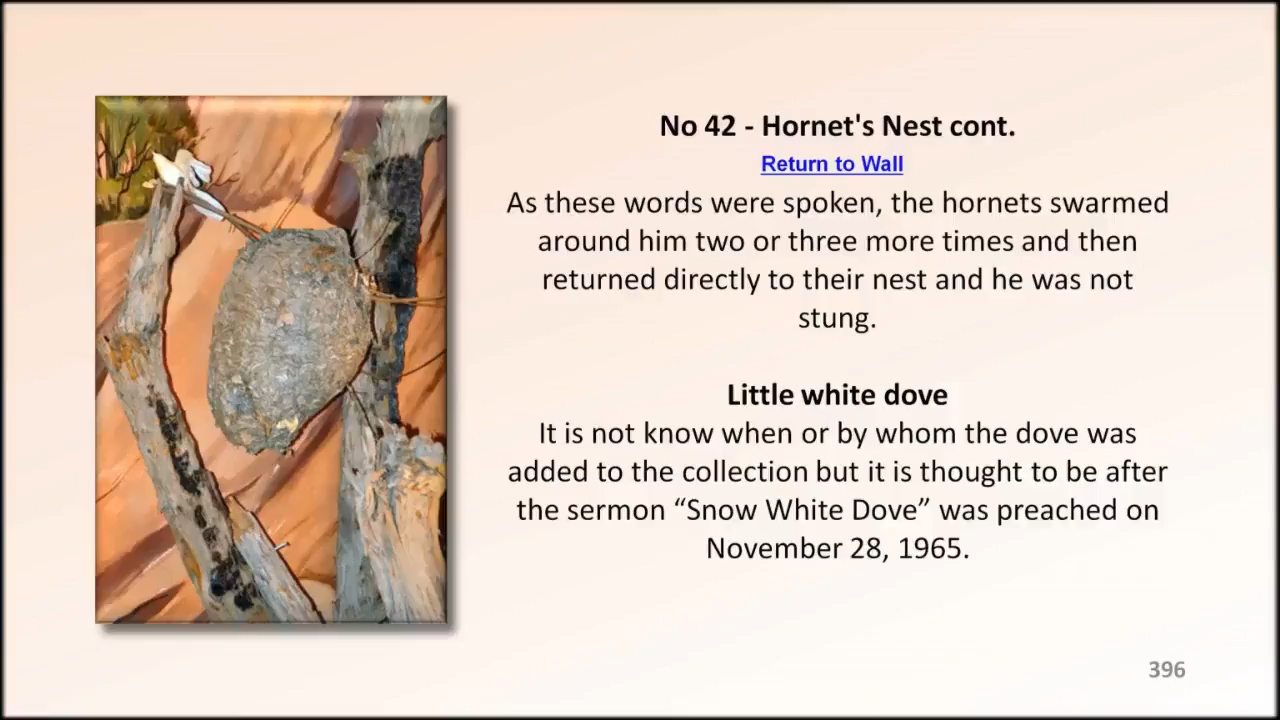 No 42 - Hornet's Nest cont.
Return to Wall
As these words were spoken, the hornets swarmed
around him two or three more times and then
returned directly to their nest and he was not
stung.
Little white dove
It is not know when or by whom the dove was
added to the collection but it is thought to be after
the sermon “Snow White Dove” was preached on
November 28, 1965.
396